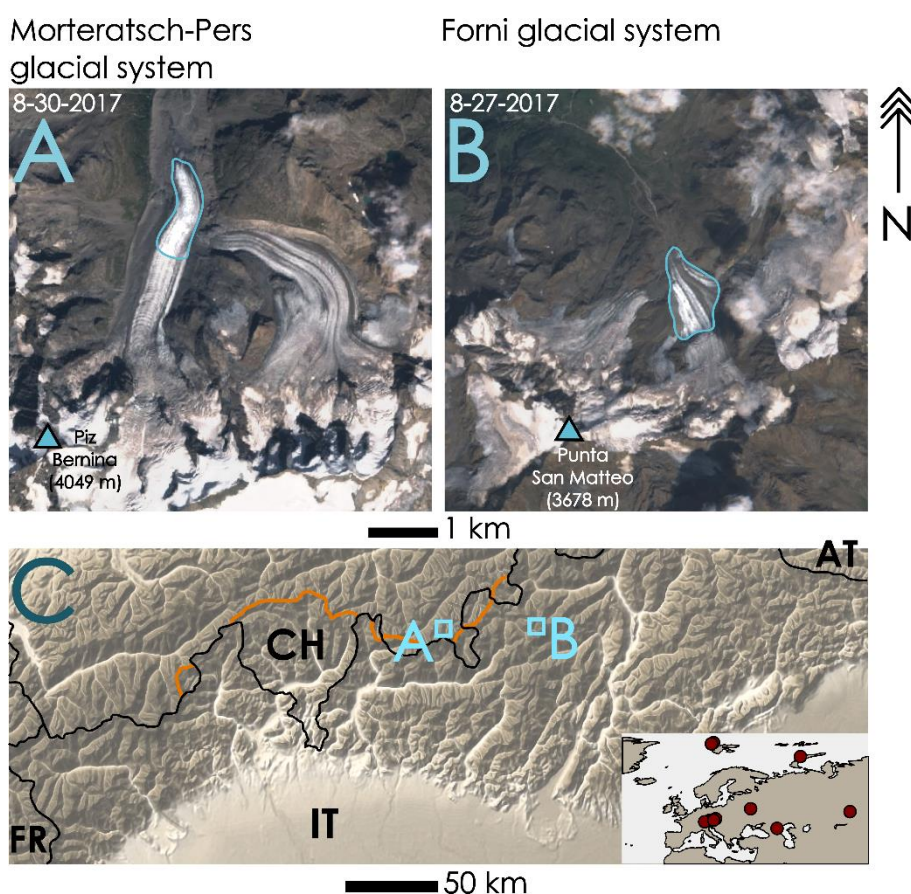 Morteratsch-Pers
glacial system
Forni glacial system
8-30-2017
A
8-27-2017
B
N
Piz
Bernina
(4049 m)
Punta
San Matteo
(3678 m)
1 km
C
AT
CH
A
B
FR
IT
50 km